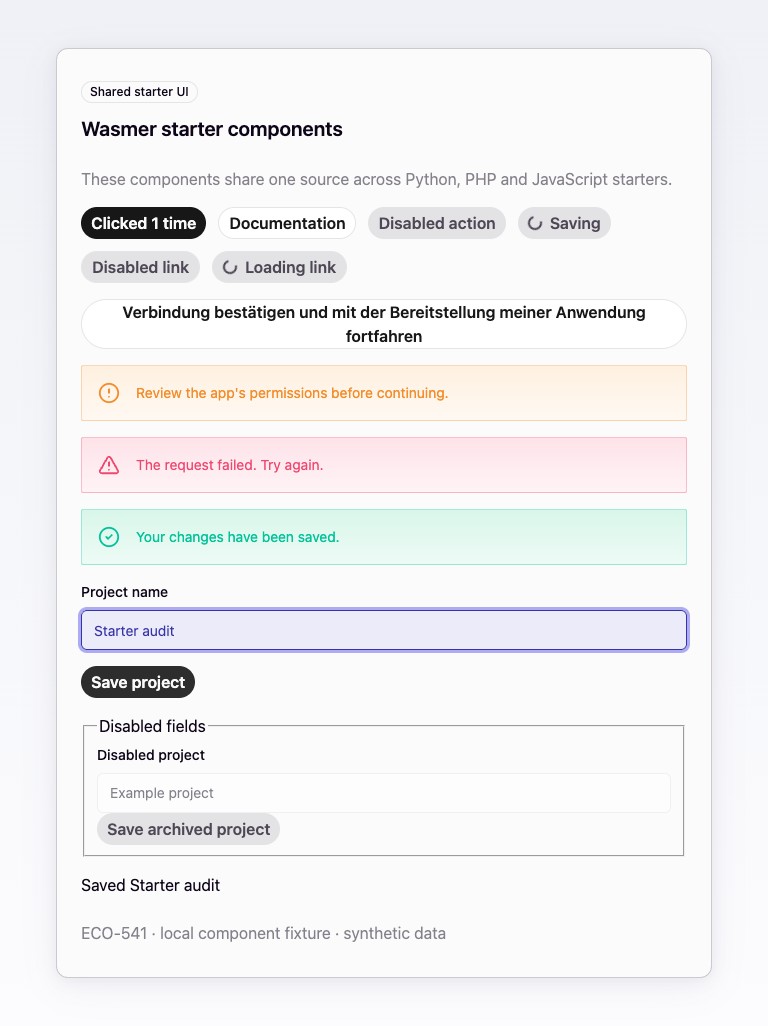 Shared starter UI
Wasmer starter components
These components share one source across Python, PHP and JavaScript starters.
Clicked 1 time
Documentation
Disabled action
Saving
Disabled link
Loading link
Verbindung bestätigen und mit der Bereitstellung meiner Anwendung
fortfahren
Review the app's permissions before continuing.
The request failed. Try again.
Your changes have been saved.
Project name
Starter audit
Save project
Disabled fields
Disabled project
Example project
Save archived project
Saved Starter audit
ECO-541 · local component fixture · synthetic data